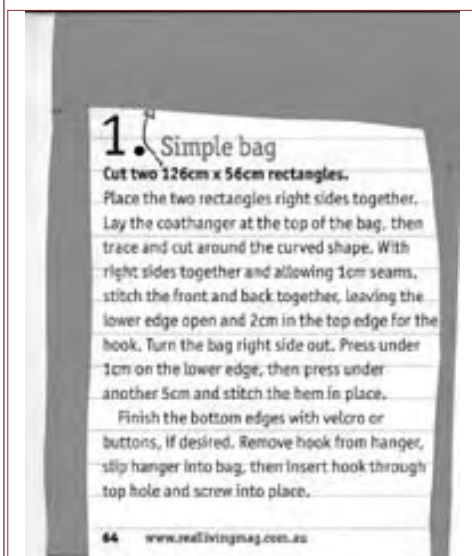 1. Simple bag
Cut two 126cm x 56cm rectangles.
Place the two rectangles right sides together.
Lay the coathanger at the top of the bag, then
trace and cut around the curved shape. With
right sides together and allowing 1cm seams,
stitch the front and back together, leaving the
lower edge open and 2cm in the top edge for the
hook. Turn the bag right side out. Press under
1cm on the lower edge, then press under
another 5cm and stitch the hem in place.
Finish the bottom edges with velcro or
buttons, if desired. Remove hook from hanger,
slip hanger into bag, then insert hook through
top hole and screw into place.
64 www.reallivingmag.com.au